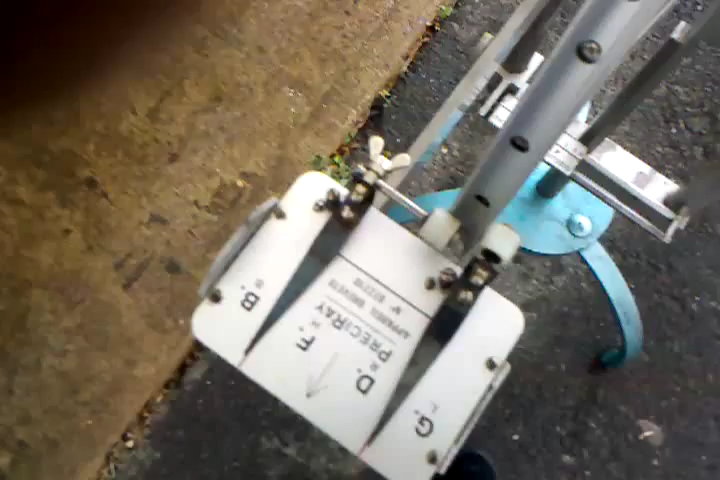 G. D. F. B.
L R B
PRECIRAY
APPAREIL BREVETE
N°